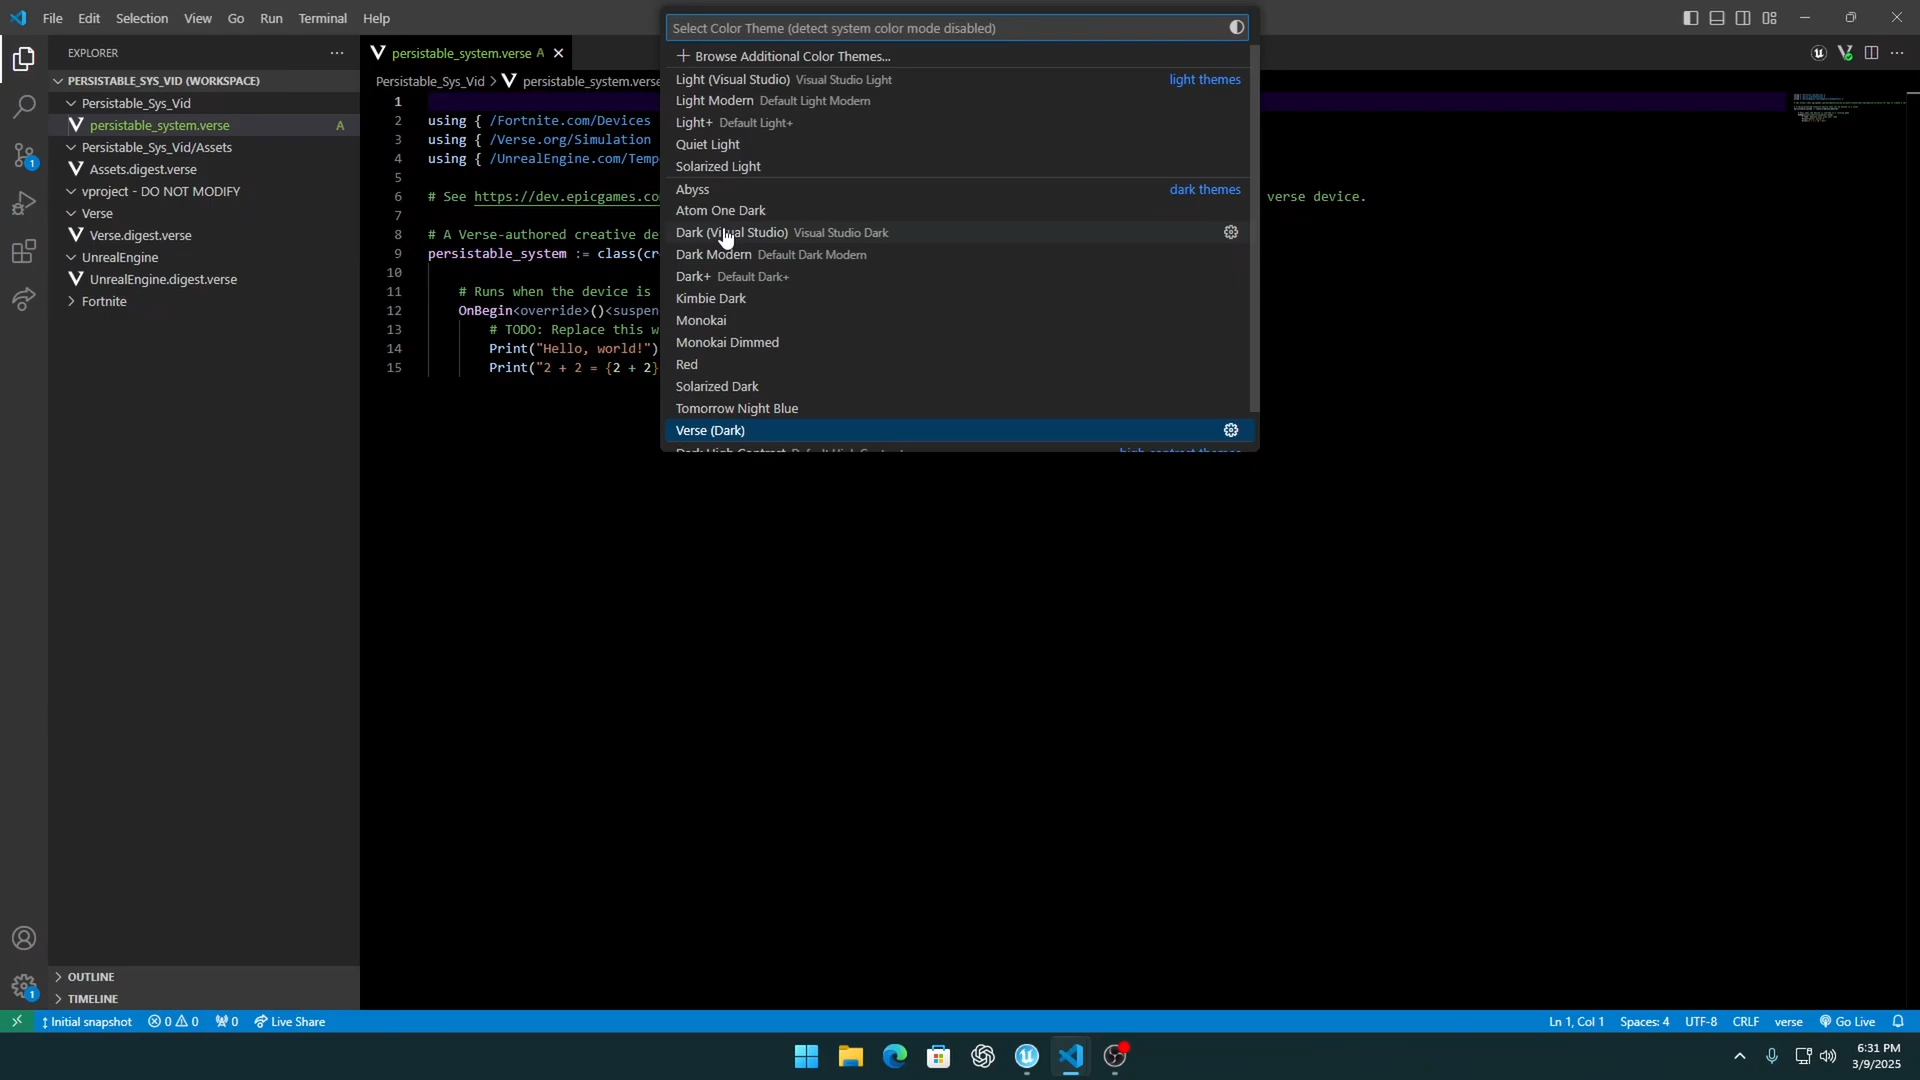 File Edit Selection View Go Run Terminal Help
Select Color Theme (detect system color mode disabled)
Browse Additional Color Themes...
Light (Visual Studio) Visual Studio Light light themes
Light Modern Default Light Modern
Light+ Default Light+
Quiet Light
Solarized Light
Abyss dark themes
Atom One Dark
Dark (Visual Studio) Visual Studio Dark
Dark Modern Default Dark Modern
Dark+ Default Dark+
Kimbie Dark
Monokai
Monokai Dimmed
Red
Solarized Dark
Tomorrow Night Blue
Verse (Dark)
EXPLORER
PERSISTABLE_SYS_VID (WORKSPACE)
Persistable_Sys_Vid
persistable_system.verse A
Persistable_Sys_Vid/Assets
Assets.digest.verse
vproject - DO NOT MODIFY
Verse
Verse.digest.verse
UnrealEngine
UnrealEngine.digest.verse
Fortnite
OUTLINE
TIMELINE
persistable_system.verse A
Persistable_Sys_Vid > persistable_system.verse
1
2 using { /Fortnite.com/Devices
3 using { /Verse.org/Simulation
4 using { /UnrealEngine.com/Temp
5
6 # See https://dev.epicgames.co verse device.
7
8 # A Verse-authored creative de
9 persistable_system := class(cr
10
11 # Runs when the device is
12 OnBegin<override>()<suspen
13 # TODO: Replace this w
14 Print("Hello, world!")
15 Print("2 + 2 = {2 + 2}
Initial snapshot 0 0 0 Live Share
Ln 1, Col 1 Spaces: 4 UTF-8 CRLF verse Go Live
1
1
6:31 PM
3/9/2025